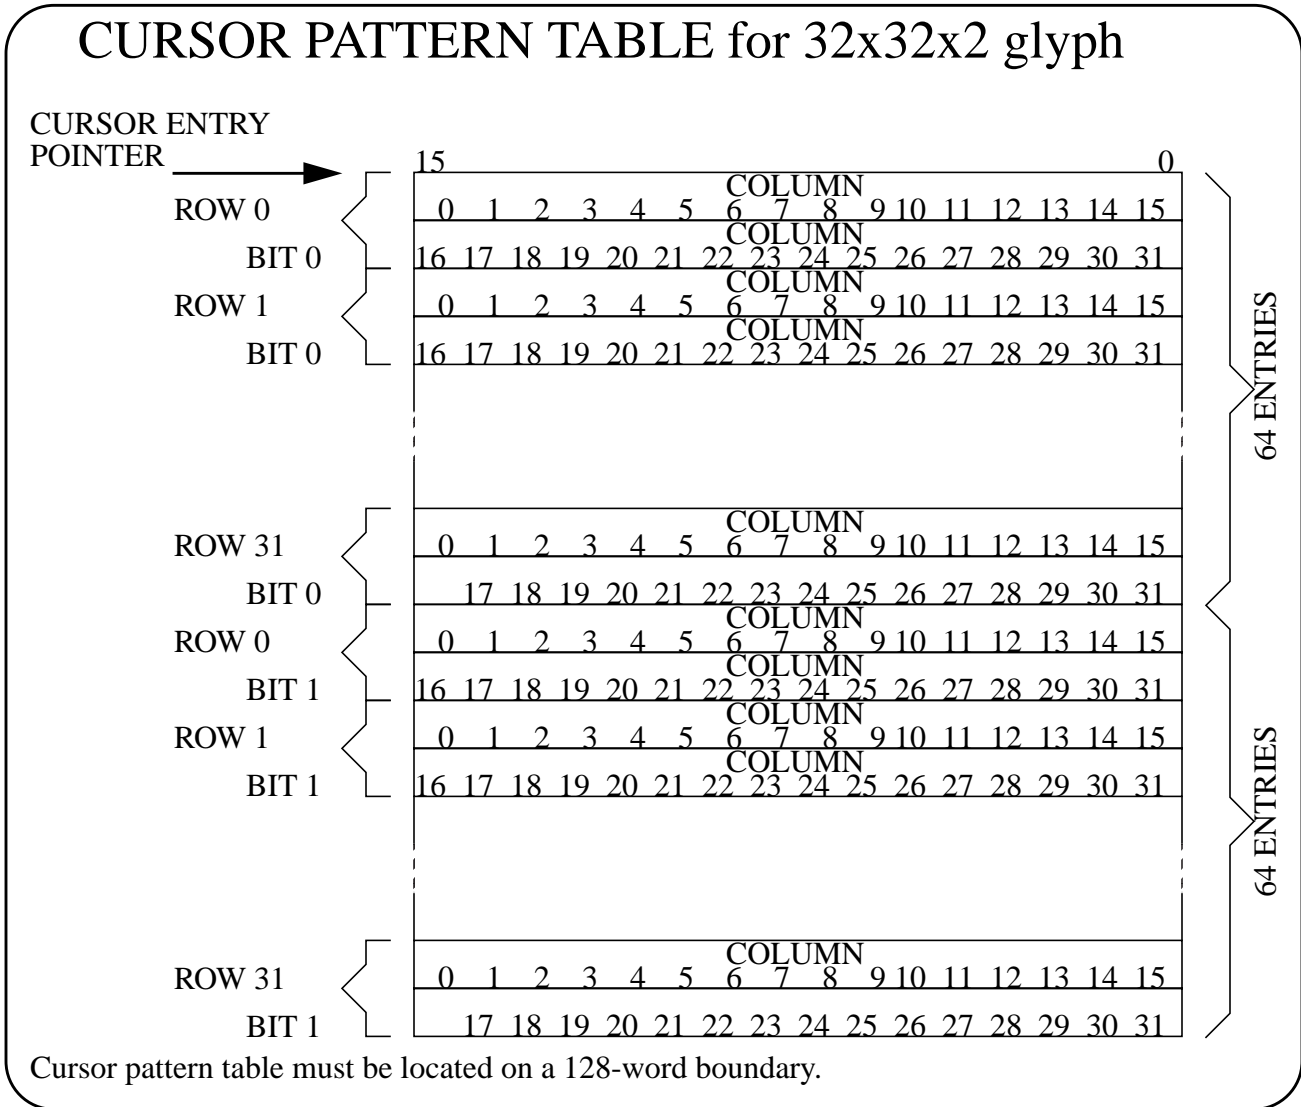 CURSOR PATTERN TABLE for 32x32x2 glyph
CURSOR ENTRY
POINTER
15 0
COLUMN
ROW 0 0 1 2 3 4 5 6 7 8 9 10 11 12 13 14 15
COLUMN
BIT 0 16 17 18 19 20 21 22 23 24 25 26 27 28 29 30 31
COLUMN
ROW 1 0 1 2 3 4 5 6 7 8 9 10 11 12 13 14 15
COLUMN
BIT 0 16 17 18 19 20 21 22 23 24 25 26 27 28 29 30 31
64 ENTRIES
COLUMN
ROW 31 0 1 2 3 4 5 6 7 8 9 10 11 12 13 14 15
BIT 0 17 18 19 20 21 22 23 24 25 26 27 28 29 30 31
COLUMN
ROW 0 0 1 2 3 4 5 6 7 8 9 10 11 12 13 14 15
COLUMN
BIT 1 16 17 18 19 20 21 22 23 24 25 26 27 28 29 30 31
COLUMN
ROW 1 0 1 2 3 4 5 6 7 8 9 10 11 12 13 14 15
COLUMN
BIT 1 16 17 18 19 20 21 22 23 24 25 26 27 28 29 30 31
64 ENTRIES
COLUMN
ROW 31 0 1 2 3 4 5 6 7 8 9 10 11 12 13 14 15
BIT 1 17 18 19 20 21 22 23 24 25 26 27 28 29 30 31
Cursor pattern table must be located on a 128-word boundary.